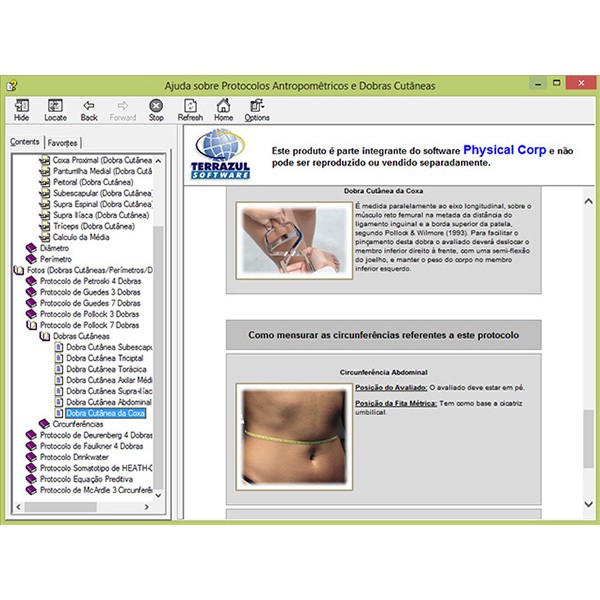 Ajuda sobre Protocolos Antropométricos e Dobras Cutâneas
Hide Locate Back Forward Stop Refresh Home Options
Contents Favorites
Coxa Proximal (Dobra Cutânea
Panturrilha Medial (Dobra Cutâ
Peitoral (Dobra Cutânea)
Subescapular (Dobra Cutânea)
Supra Espinal (Dobra Cutânea)
Supra Ilíaca (Dobra Cutânea)
Tríceps (Dobra Cutânea)
Calculo da Média
Diâmetro
Perímetro
Fotos (Dobras Cutâneas/Perímetros/D
Protocolo de Petroski 4 Dobras
Protocolo de Guedes 3 Dobras
Protocolo de Guedes 7 Dobras
Protocolo de Pollock 3 Dobras
Protocolo de Pollock 7 Dobras
Dobras Cutâneas
Dobra Cutânea Subescapu
Dobra Cutânea Triciptal
Dobra Cutânea Torácica
Dobra Cutânea Axilar Médi
Dobra Cutânea Supra-ilíac
Dobra Cutânea Abdominal
Dobra Cutânea da Coxa
Circunferências
Protocolo de Deurenberg 4 Dobras
Protocolo de Faulkner 4 Dobras
Protocolo Drinkwater
Protocolo Somatotipo de HEATH-C
Protocolo Equação Preditiva
Protocolo de McArdle 3 Circunferê
TERRAZUL
SOFTWARE
Este produto é parte integrante do software Physical Corp e não
pode ser reproduzido ou vendido separadamente.
Dobra Cutânea da Coxa
É medida paralelamente ao eixo longitudinal, sobre o
músculo reto femural na metada da distância do
ligamento inguinal e a borda superior da patela,
segundo Pollock & Wilmore (1993). Para facilitar o
pinçamento desta dobra o avaliado deverá deslocar o
membro inferior direito à frente, com uma semi-flexão
do joelho, e manter o peso do corpo no membro
inferior esquerdo.
Como mensurar as circunferências referentes a este protocolo
Circunferência Abdominal
Posição do Avaliado: O avaliado deve estar em pé.
Posição da Fita Métrica: Tem como base a cicatriz
umbilical.